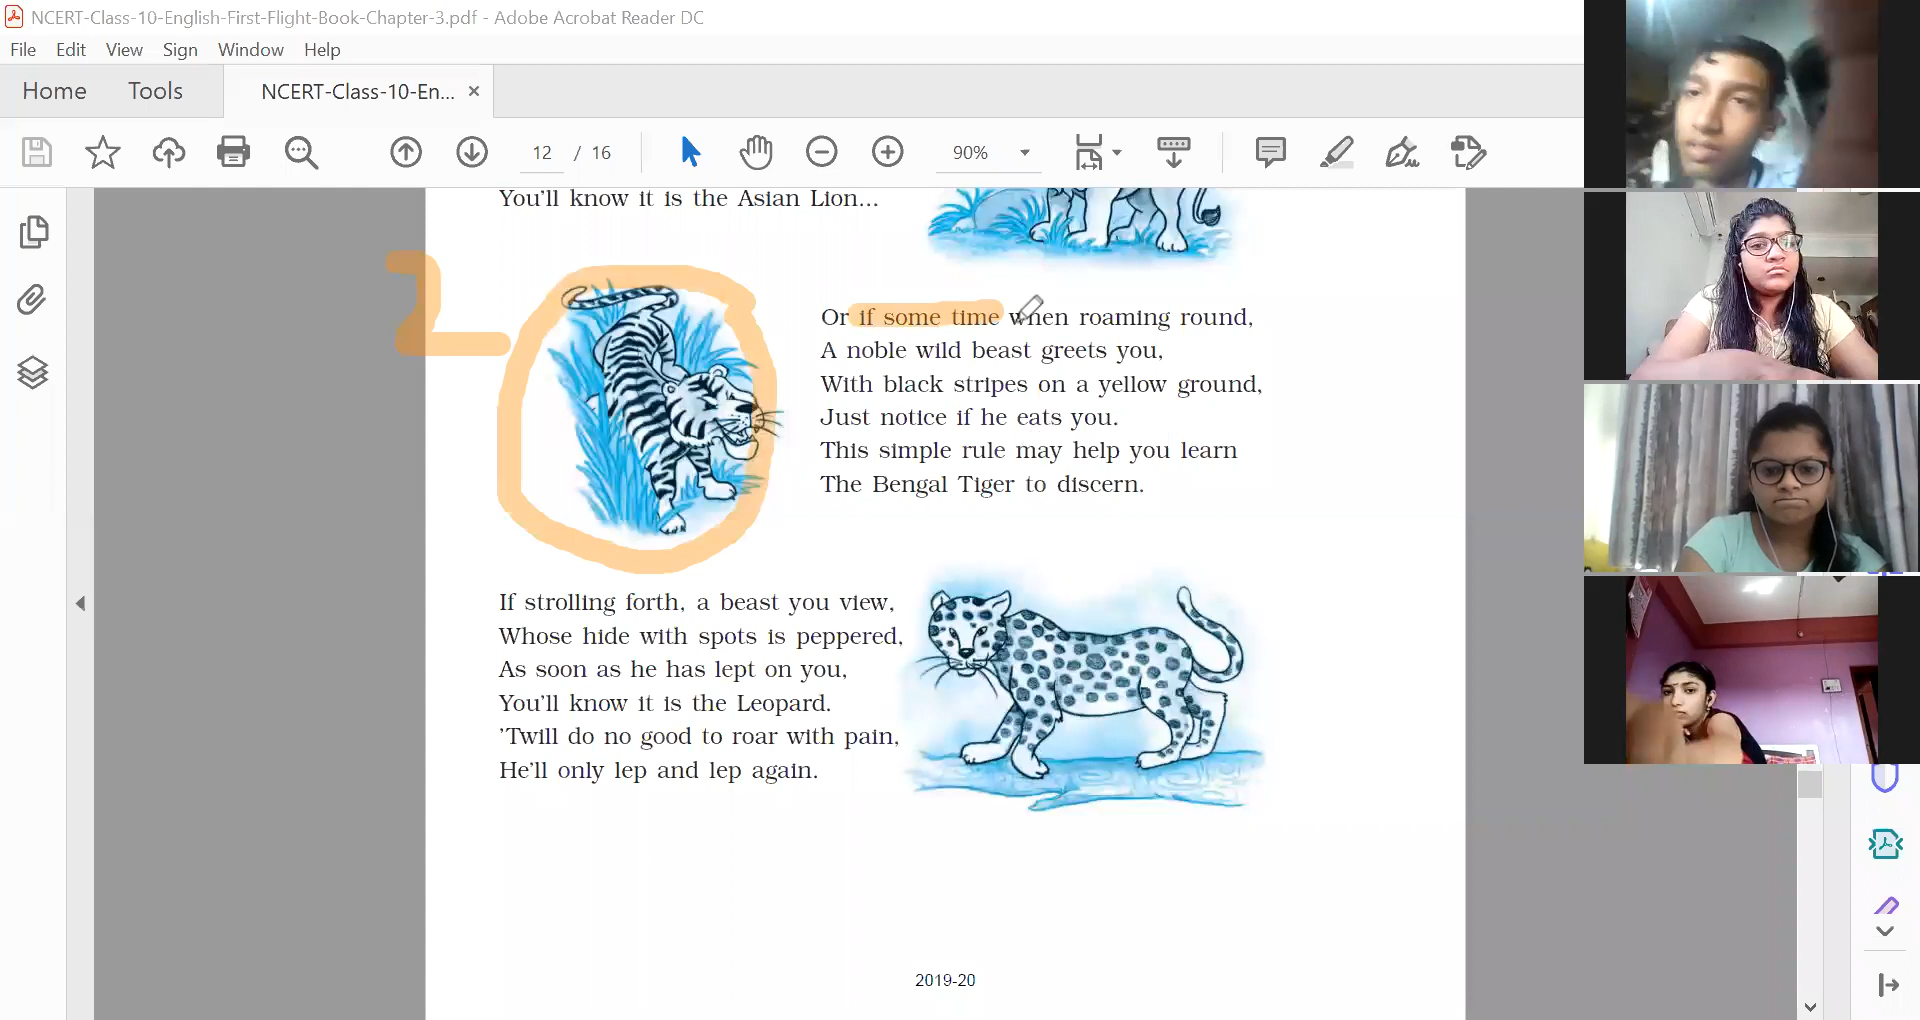 NCERT-Class-10-English-First-Flight-Book-Chapter-3.pdf - Adobe Acrobat Reader DC
File Edit View Sign Window Help
Home Tools NCERT-Class-10-En... ×
12 / 16 90%
You'll know it is the Asian Lion...
2
Or if some time when roaming round,
A noble wild beast greets you,
With black stripes on a yellow ground,
Just notice if he eats you.
This simple rule may help you learn
The Bengal Tiger to discern.
If strolling forth, a beast you view,
Whose hide with spots is peppered,
As soon as he has lept on you,
You'll know it is the Leopard.
'Twill do no good to roar with pain,
He'll only lep and lep again.
2019-20